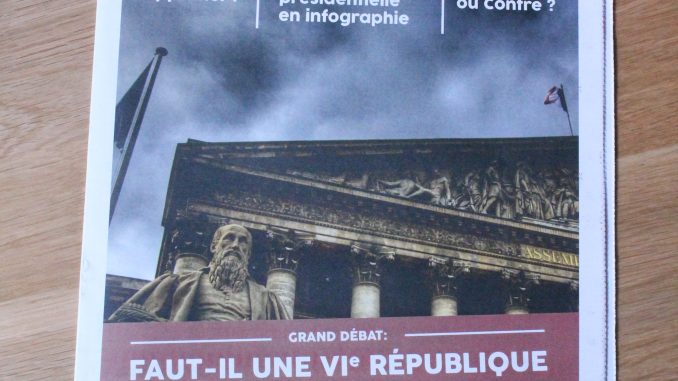 présidentielle
en infographie
ou contre ?
ASSEM
GRAND DÉBAT:
FAUT-IL UNE VIe RÉPUBLIQUE